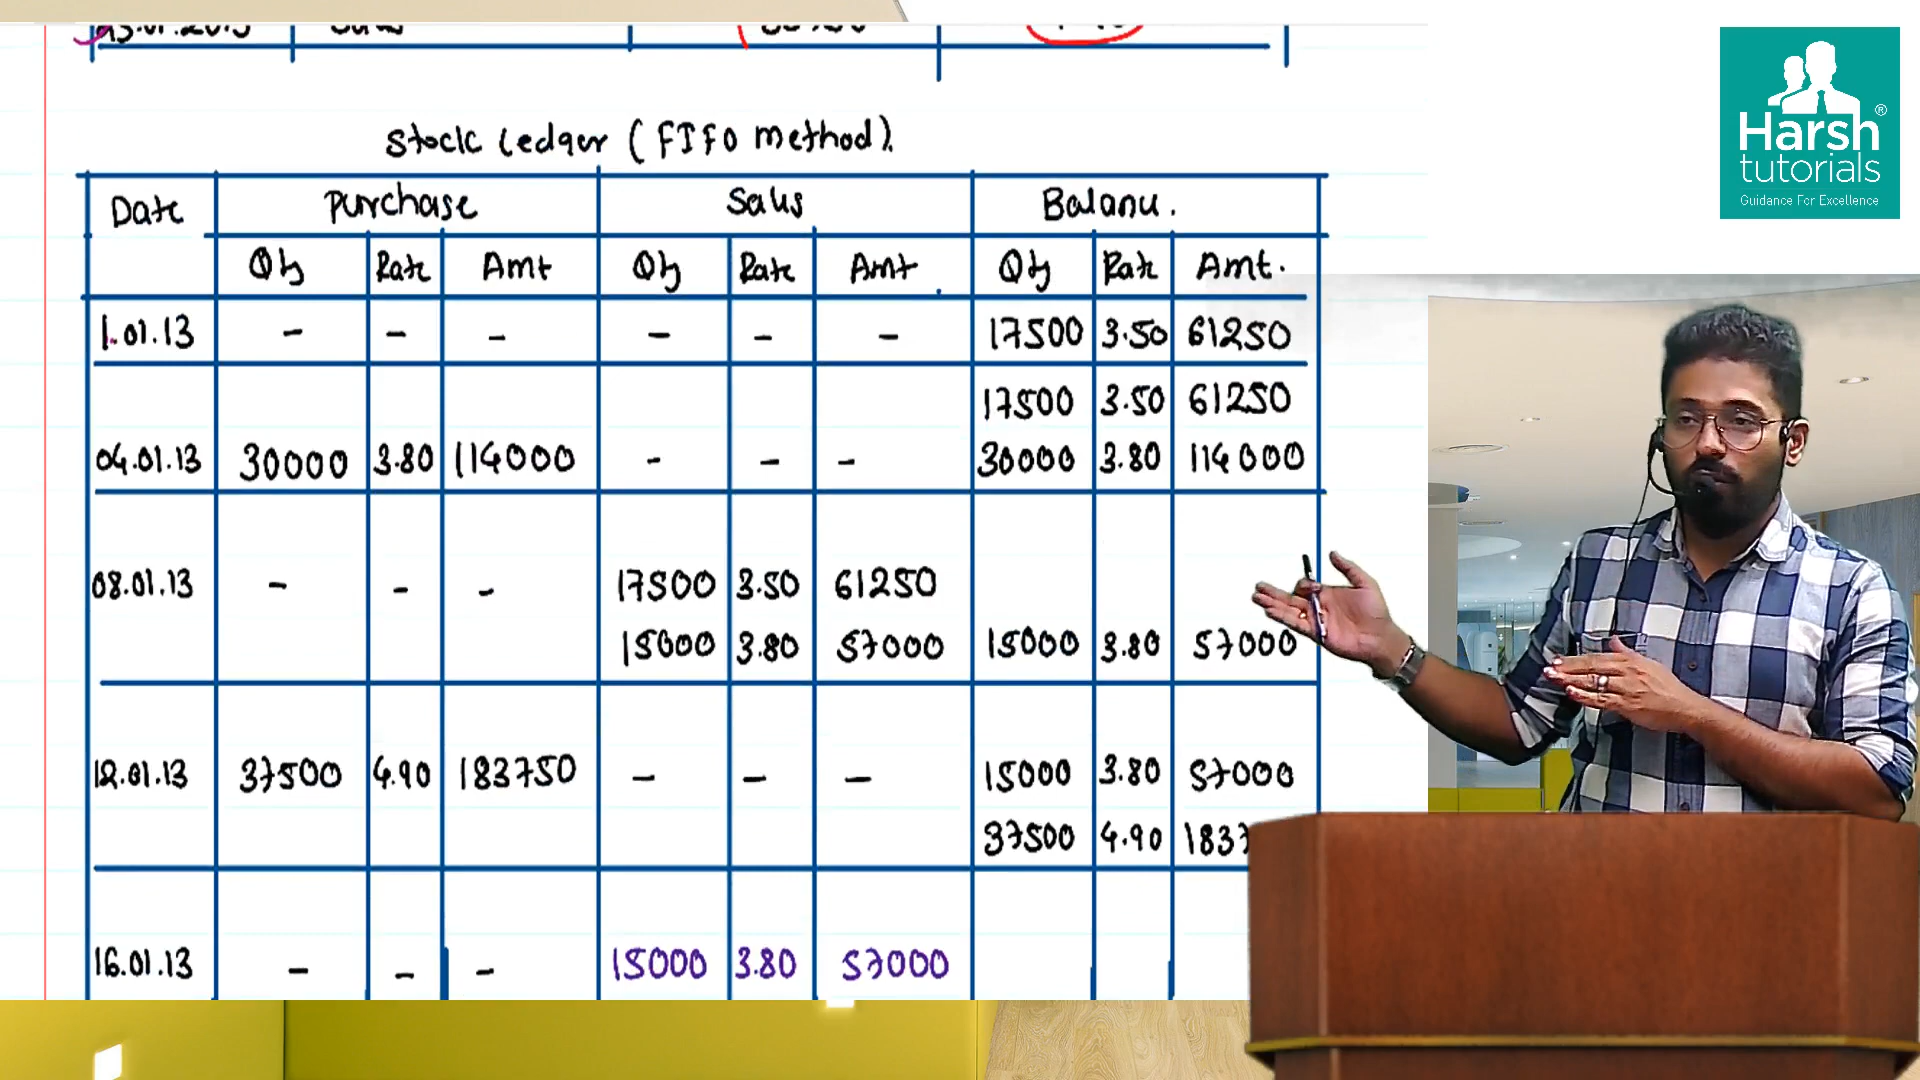 Stock Ledger (FIFO method).
Date Purchase Sales Balance.
Qty Rate Amt Qty Rate Amt Qty Rate Amt.
1.01.13 - - - - - - 17500 3.50 61250
17500 3.50 61250
04.01.13 30000 3.80 114000 - - - 30000 3.80 114000
08.01.13 - - - 17500 3.50 61250
15000 3.80 57000 15000 3.80 57000
12.01.13 37500 4.90 183750 - - - 15000 3.80 57000
37500 4.90 1837
16.01.13 - - - 15000 3.80 57000
Harsh®
tutorials
Guidance For Excellence